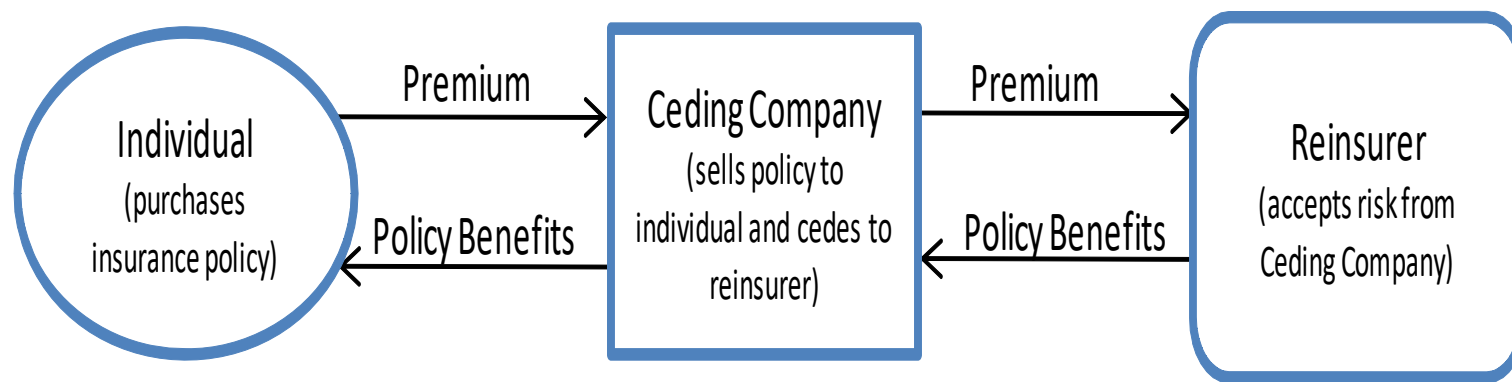 Individual
(purchases
insurance policy)
Premium
Policy Benefits
Ceding Company
(sells policy to
individual and cedes to
reinsurer)
Premium
Policy Benefits
Reinsurer
(accepts risk from
Ceding Company)